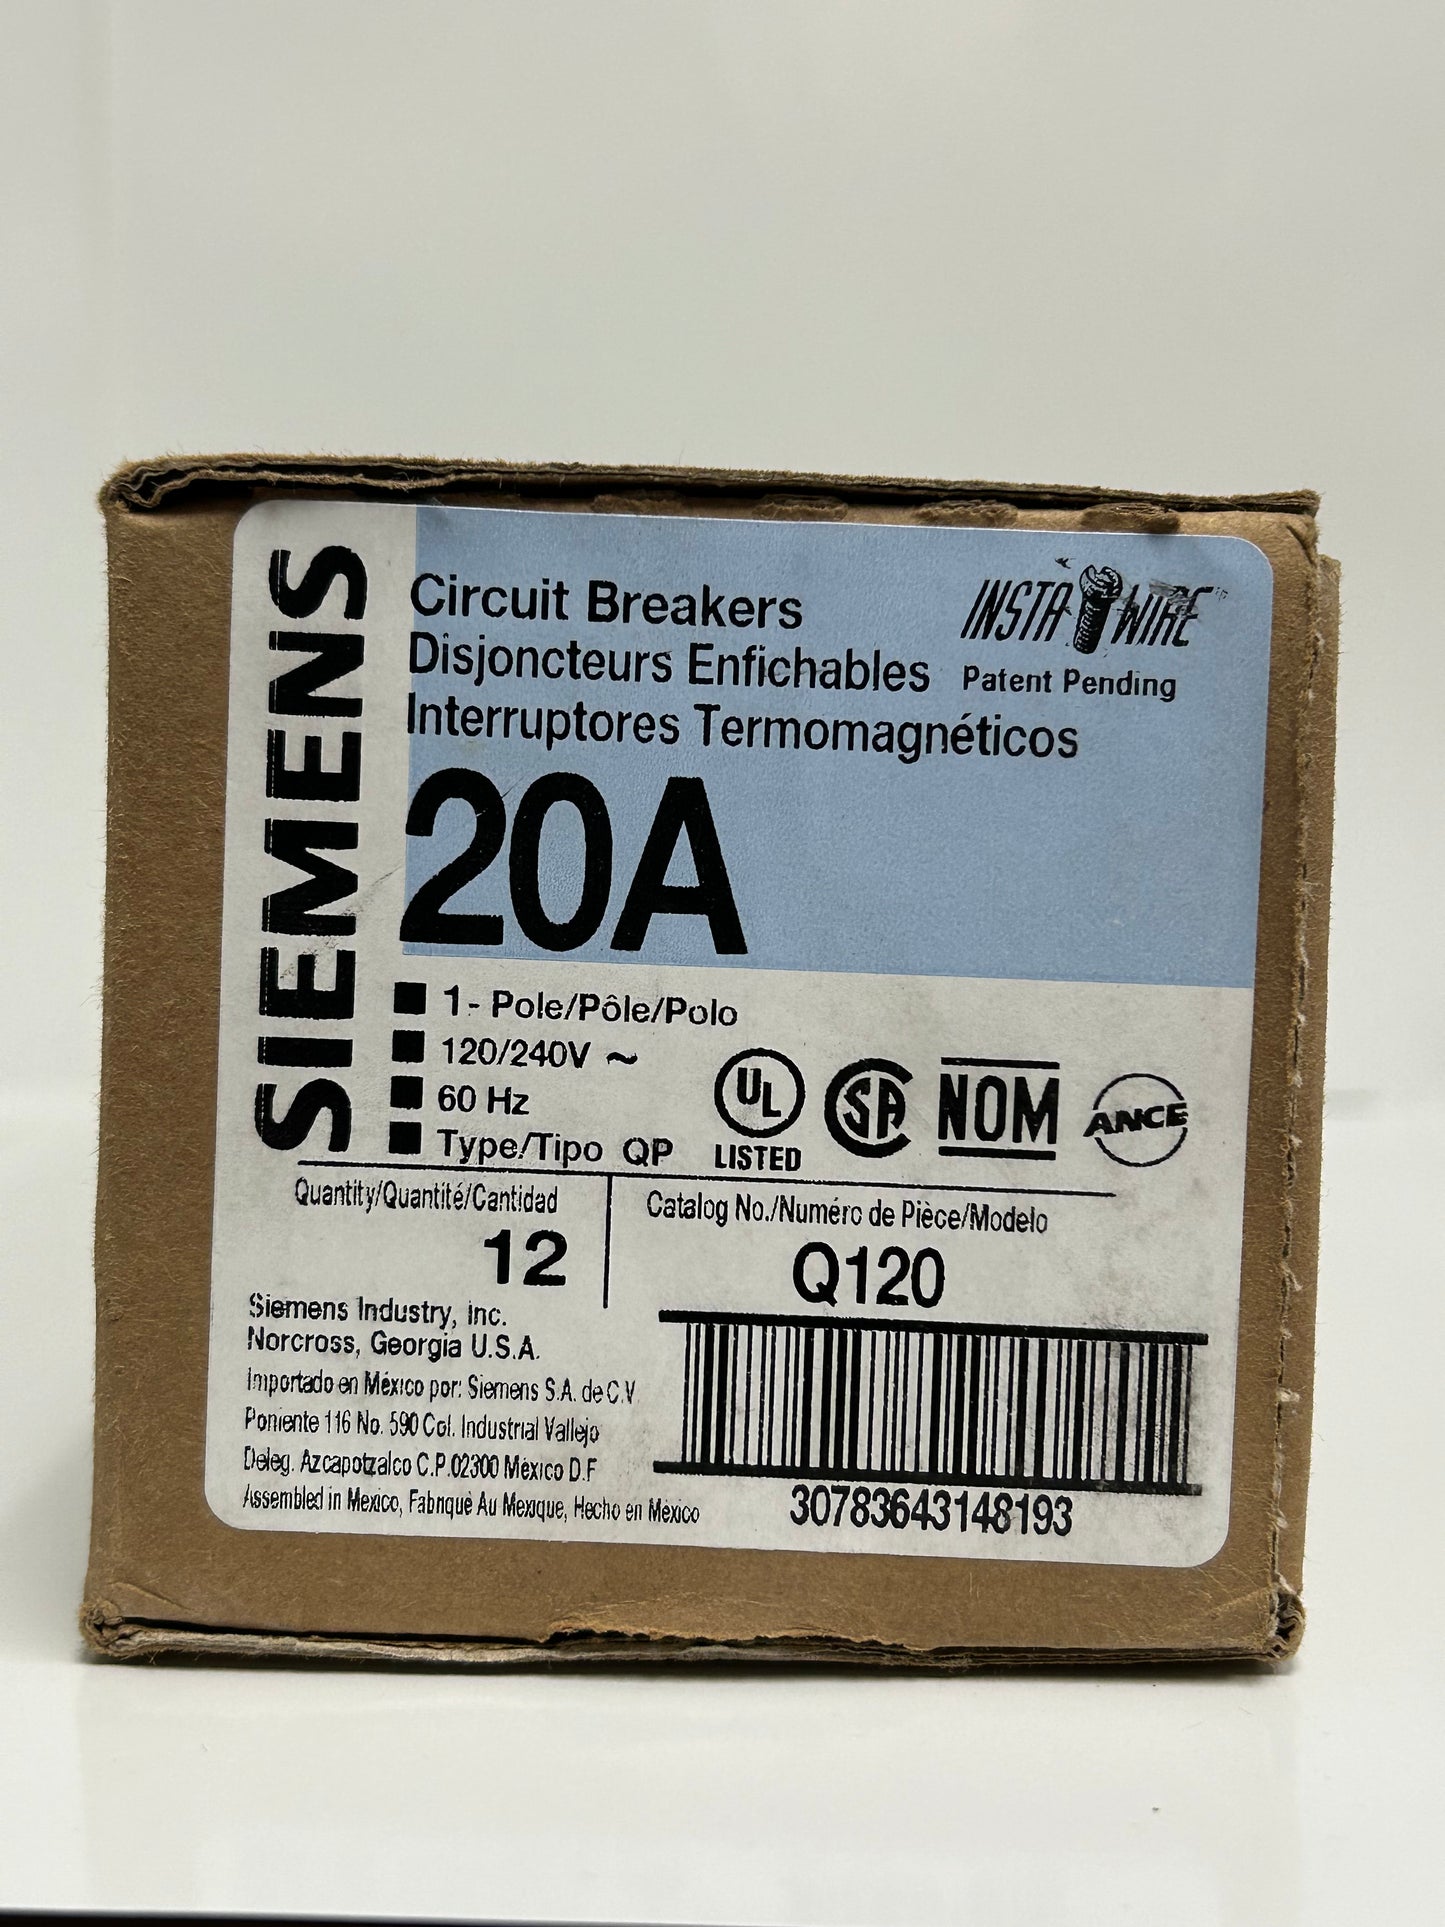 SIEMENS
Circuit Breakers
Disjoncteurs Enfichables
Interruptores Termomagnéticos
INSTA WIRE
Patent Pending
20A
1- Pole/Pôle/Polo
120/240V ~
60 Hz
Type/Tipo QP
UL
LISTED
SA
NOM
ANCE
Quantity/Quantité/Cantidad
12
Catalog No./Numéro de Pièce/Modelo
Q120
Siemens Industry, Inc.
Norcross, Georgia U.S.A.
Importado en México por: Siemens S.A. de C.V
Poniente 116 No. 590 Col. Industrial Vallejo
Deleg. Azcapotzalco C.P.02300 México D.F
Assembled in Mexico, Fabriqué Au Mexique, Hecho en México
30783643148193